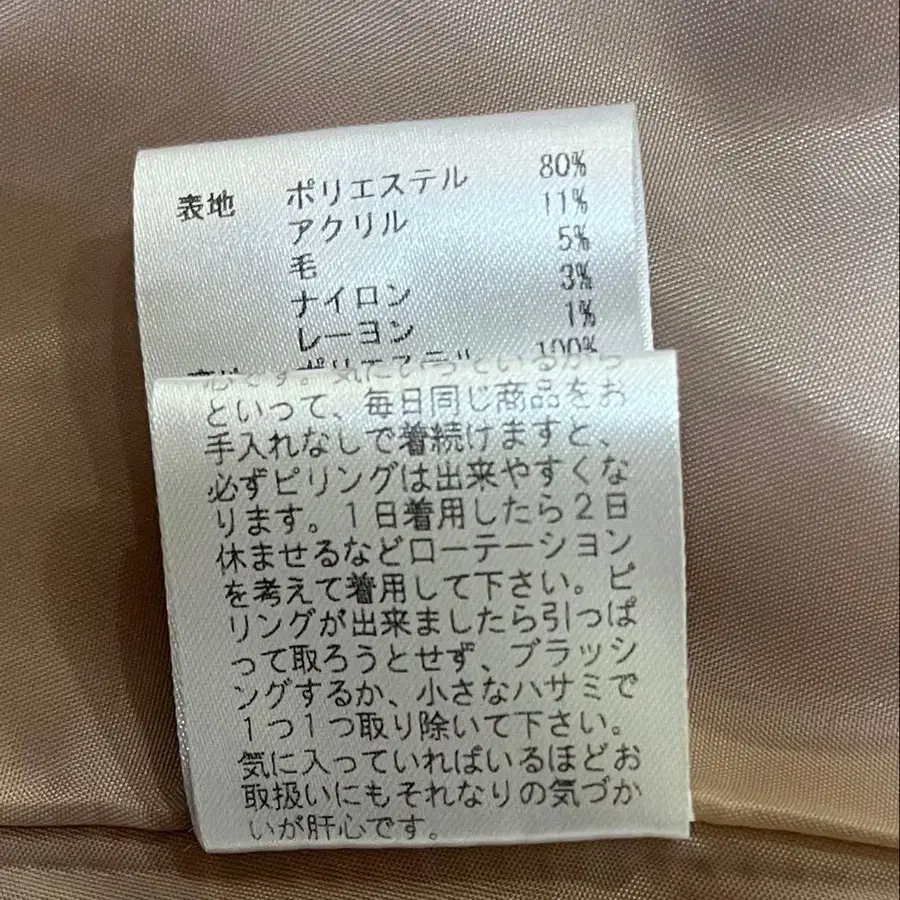 表地 ポリエステル 80%
アクリル 11%
毛 5%
ナイロン 3%
レーヨン 1%
ポリエステル 100%
といって、毎日同じ商品をお
手入れなしで着続けますと、
必ずピリングは出来やすくな
ります。1日着用したら2日
休ませるなどローテーション
を考えて着用して下さい。ピ
リングが出来ましたら引っぱ
って取ろうとせず、ブラッシ
ングするか、小さなハサミで
1つ1つ取り除いて下さい。
気に入っていればいるほどお
取扱いにもそれなりの気づか
いが肝心です。